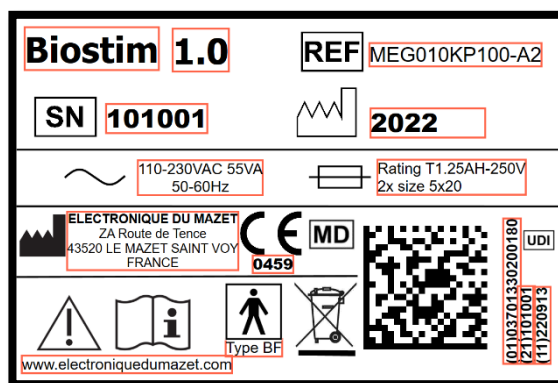 Biostim 1.0
REF MEG010KP100-A2
SN 101001
2022
110-230VAC 55VA
50-60Hz
Rating T1.25AH-250V
2x size 5x20
ELECTRONIQUE DU MAZET
ZA Route de Tence
43520 LE MAZET SAINT VOY
FRANCE
CE
0459
MD
UDI
(01)03701330200180
(21)101001
(11)220913
Type BF
www.electroniquedumazet.com